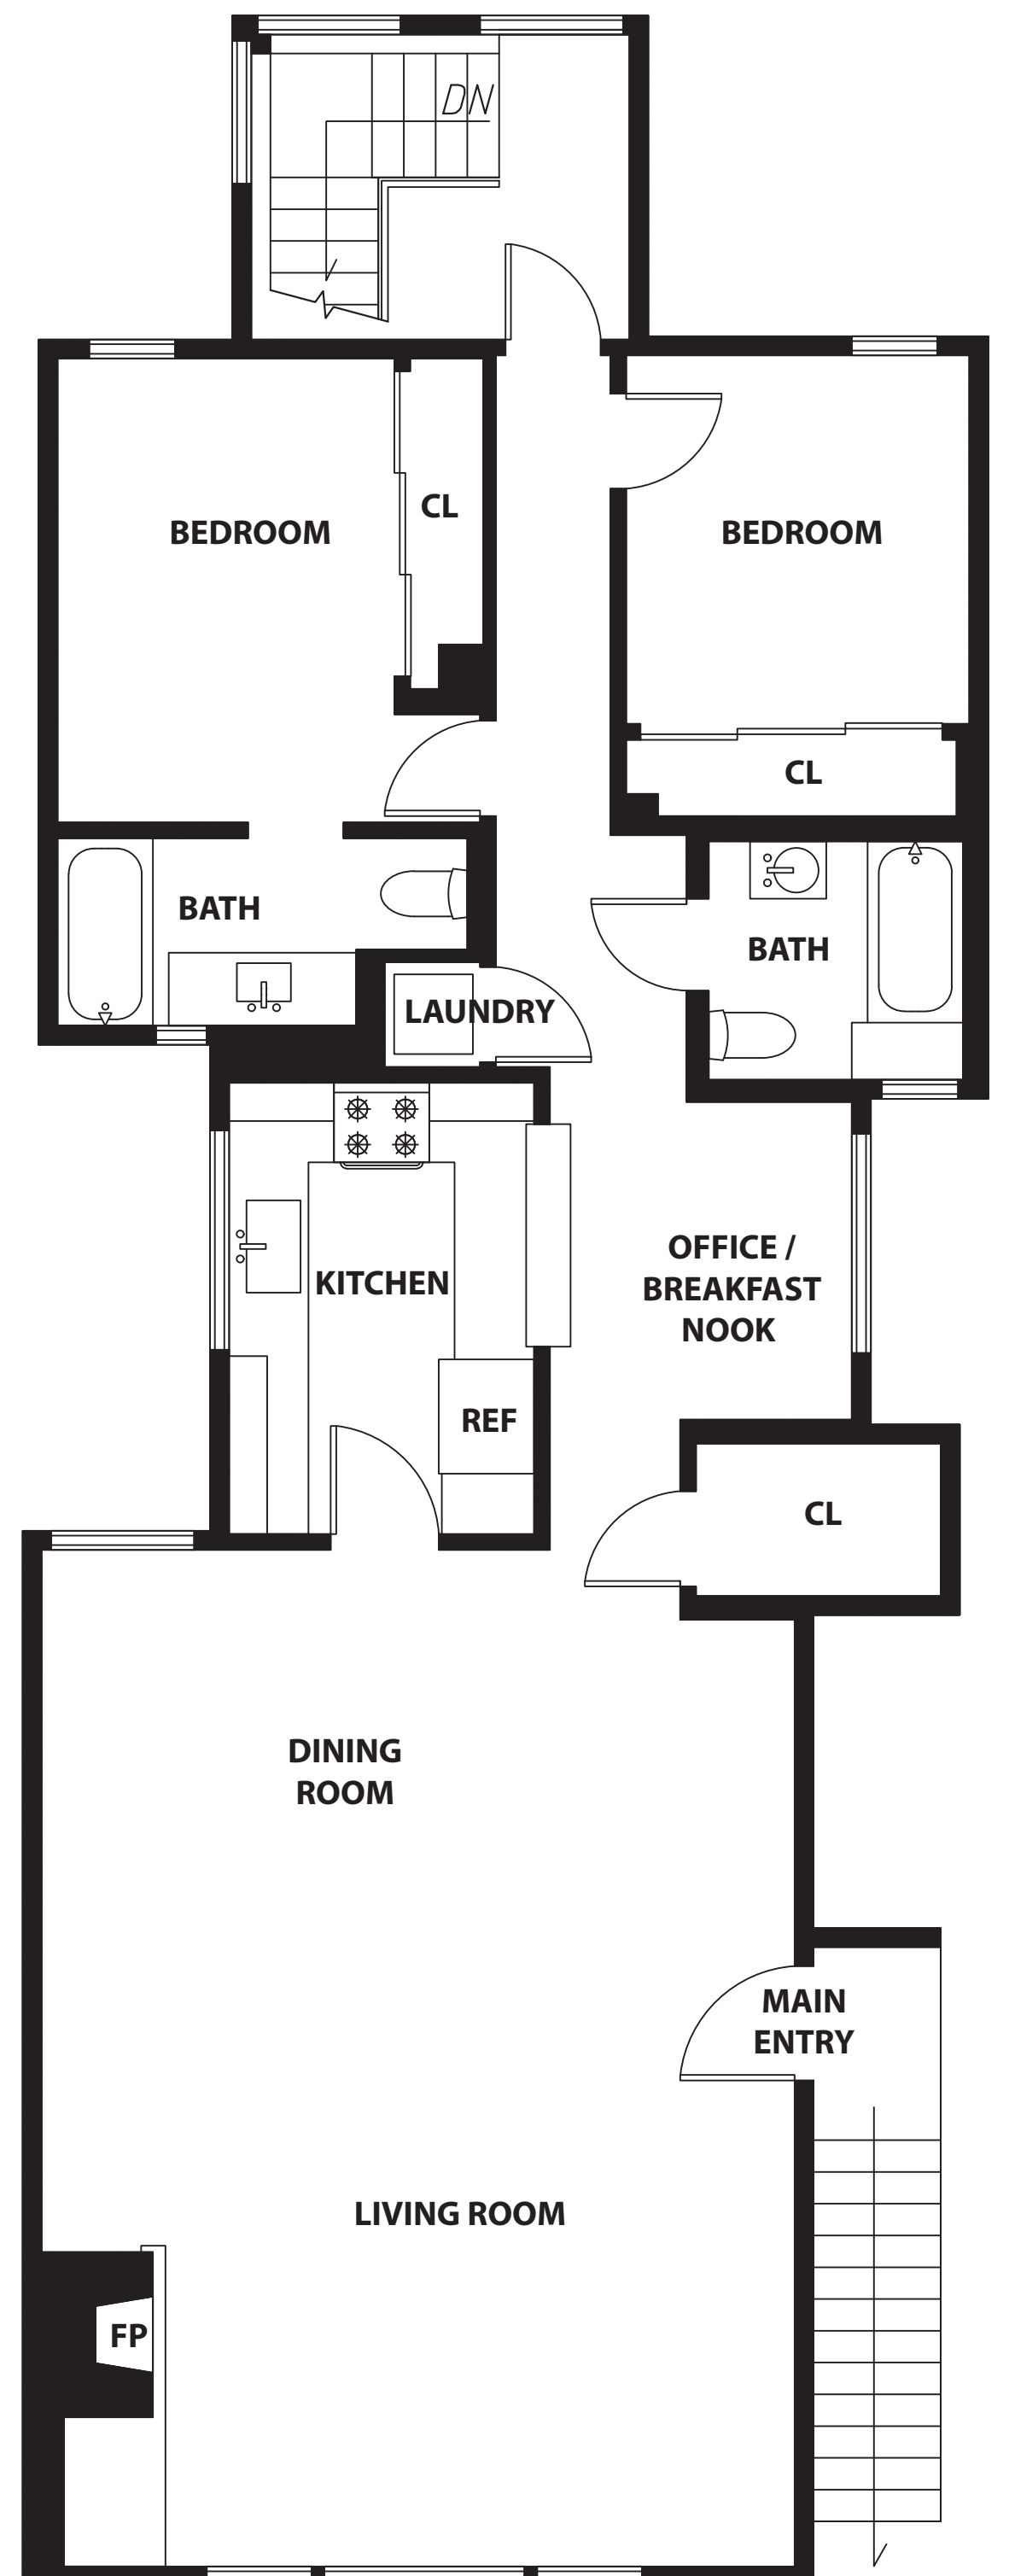 DN
CL
BEDROOM
BEDROOM
CL
BATH
BATH
LAUNDRY
OFFICE /
BREAKFAST
NOOK
KITCHEN
REF
CL
DINING
ROOM
MAIN
ENTRY
LIVING ROOM
FP